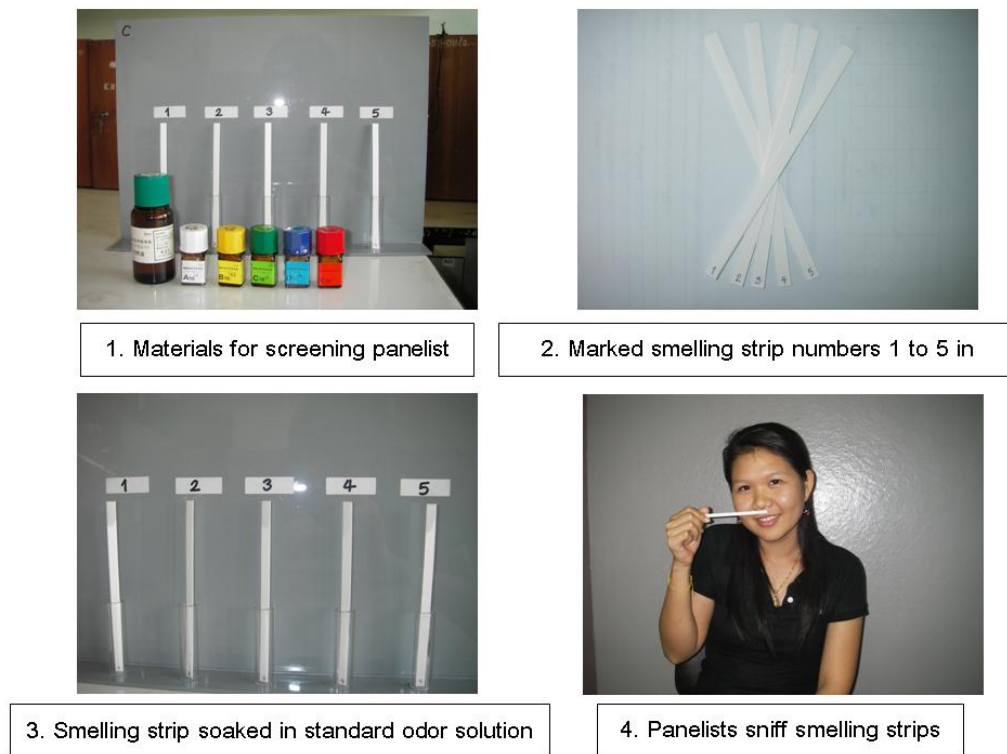 C
1 2 3 4 5
A
B
C
1. Materials for screening panelist
1 2 3 4 5
2. Marked smelling strip numbers 1 to 5 in
1 2 3 4 5
3. Smelling strip soaked in standard odor solution
4. Panelists sniff smelling strips